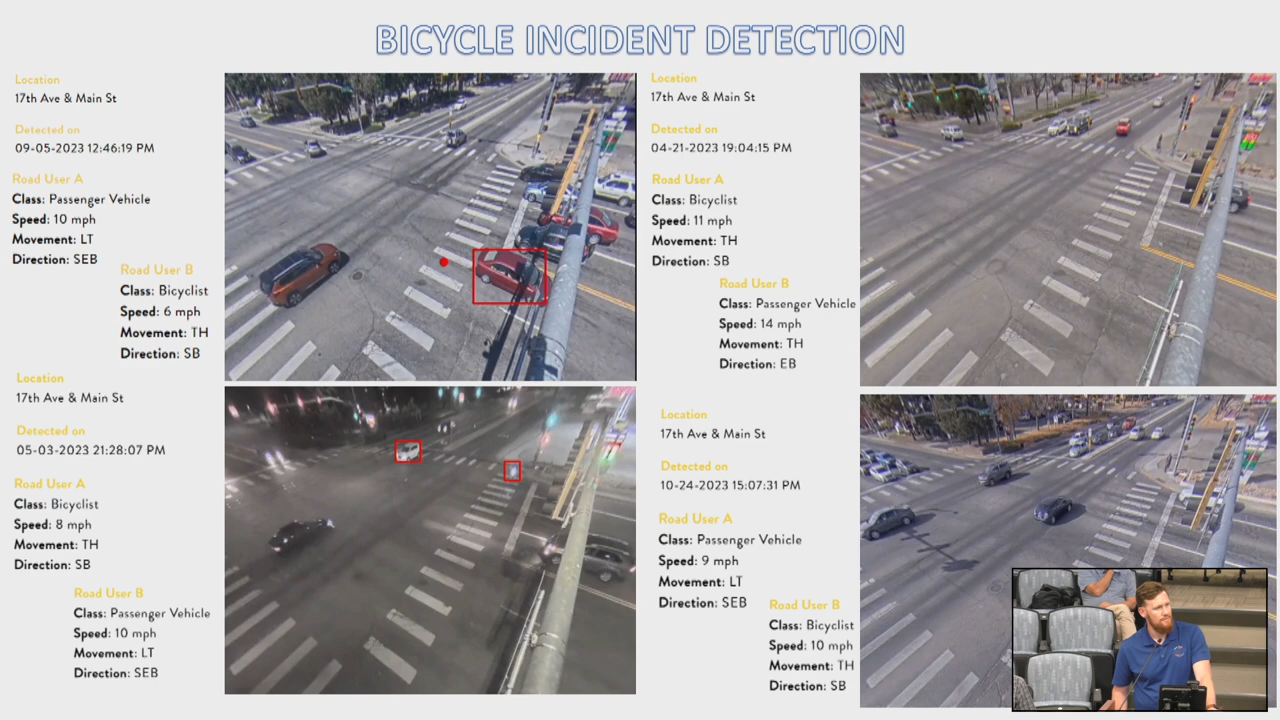 BICYCLE INCIDENT DETECTION
Location
17th Ave & Main St
Detected on
09-05-2023 12:46:19 PM
Road User A
Class: Passenger Vehicle
Speed: 10 mph
Movement: LT
Direction: SEB
Road User B
Class: Bicyclist
Speed: 6 mph
Movement: TH
Direction: SB
Location
17th Ave & Main St
Detected on
04-21-2023 19:04:15 PM
Road User A
Class: Bicyclist
Speed: 11 mph
Movement: TH
Direction: SB
Road User B
Class: Passenger Vehicle
Speed: 14 mph
Movement: TH
Direction: EB
Location
17th Ave & Main St
Detected on
05-03-2023 21:28:07 PM
Road User A
Class: Bicyclist
Speed: 8 mph
Movement: TH
Direction: SB
Road User B
Class: Passenger Vehicle
Speed: 10 mph
Movement: LT
Direction: SEB
Location
17th Ave & Main St
Detected on
10-24-2023 15:07:31 PM
Road User A
Class: Passenger Vehicle
Speed: 9 mph
Movement: LT
Direction: SEB
Road User B
Class: Bicyclist
Speed: 10 mph
Movement: TH
Direction: SB